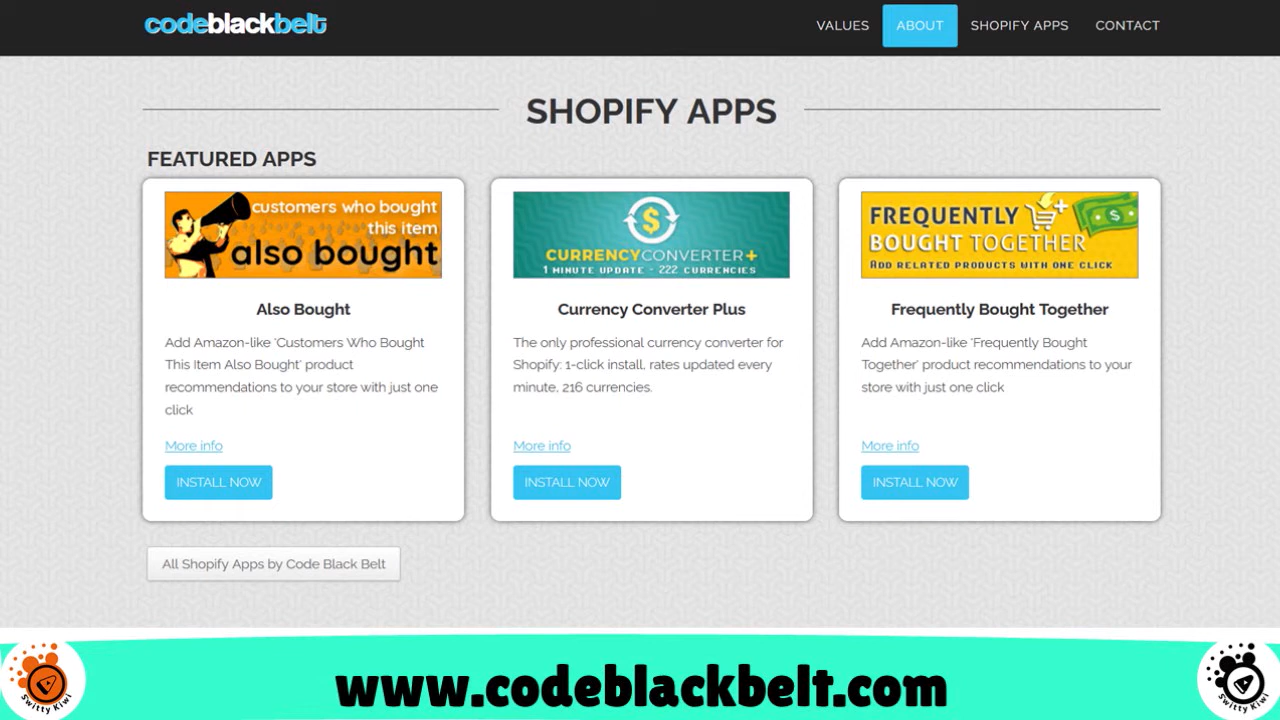 codeblackbelt
VALUES ABOUT SHOPIFY APPS CONTACT
SHOPIFY APPS
FEATURED APPS
customers who bought
this item
also bought
Also Bought
Add Amazon-like 'Customers Who Bought
This Item Also Bought' product
recommendations to your store with just one
click
More info
INSTALL NOW
CURRENCYCONVERTER+
1 MINUTE UPDATE - 222 CURRENCIES
Currency Converter Plus
The only professional currency converter for
Shopify: 1-click install, rates updated every
minute, 216 currencies.
More info
INSTALL NOW
FREQUENTLY
BOUGHT TOGETHER
ADD RELATED PRODUCTS WITH ONE CLICK
Frequently Bought Together
Add Amazon-like 'Frequently Bought
Together' product recommendations to your
store with just one click
More info
INSTALL NOW
All Shopify Apps by Code Black Belt
Switty Kiwi
www.codeblackbelt.com
Switty Kiwi